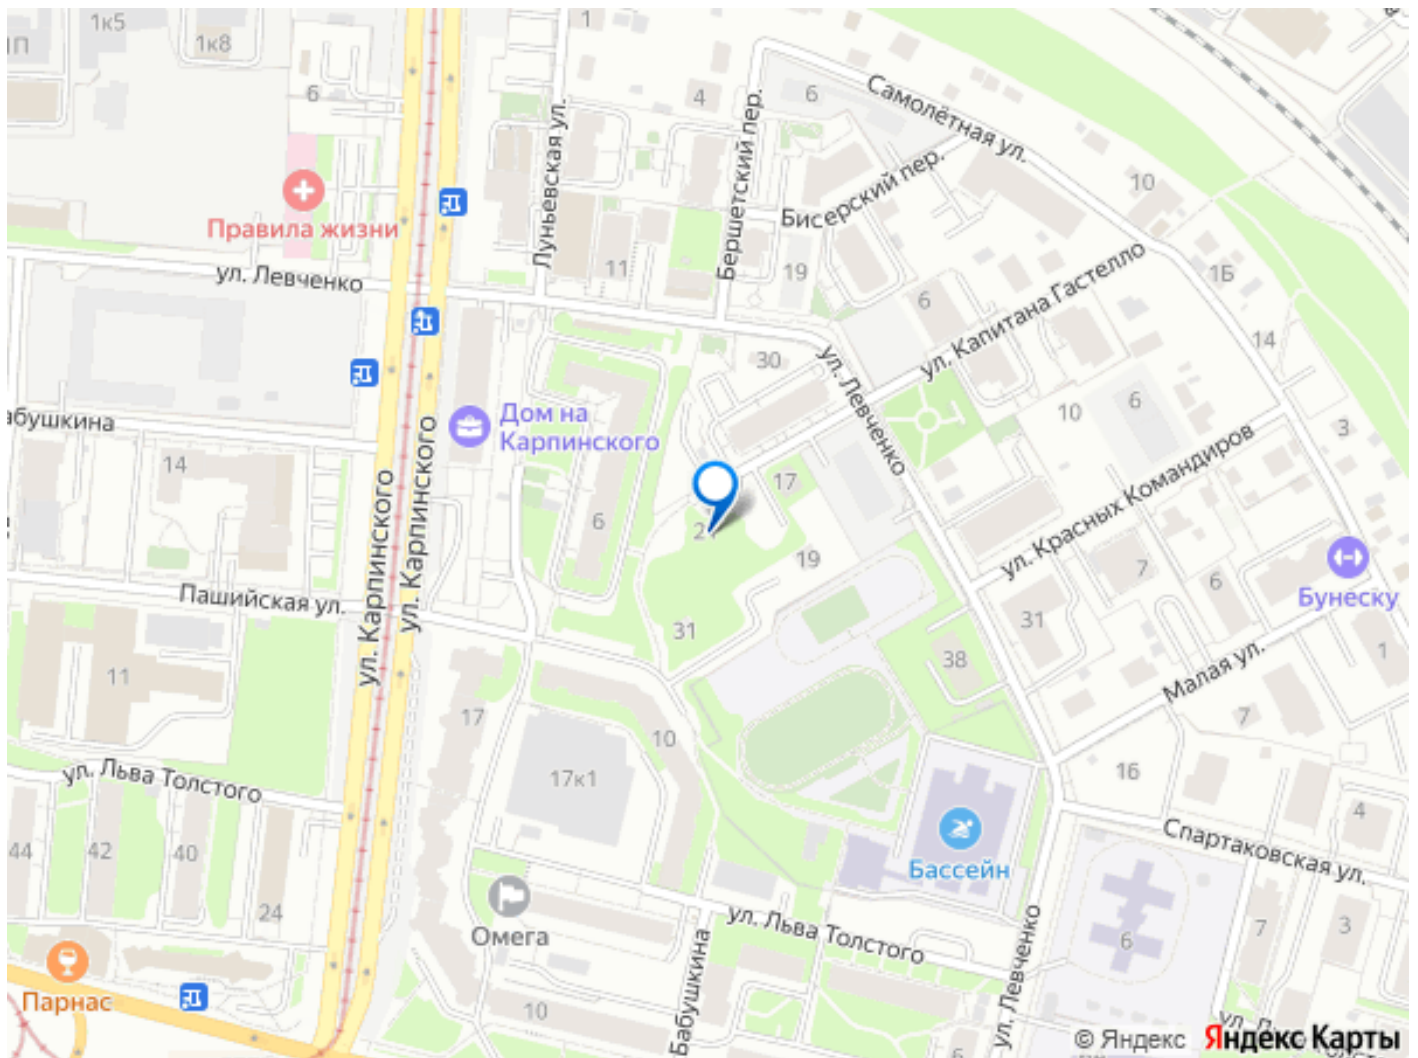 1к5
1к8
6
1
4
6
Самолётная ул.
Луньевская ул.
Бершетский пер.
Бисерский пер.
10
Правила жизни
ул. Левченко
11
19
6
1Б
ул. Капитана Гастелло
14
30
ул. Левченко
Дом на
Карпинского
10
6
3
14
ул. Карпинского
ул. Карпинского
6
17
19
ул. Красных Командиров
7
6
Бунеску
Пашийская ул.
31
31
38
1
11
17
10
Малая ул.
7
17к1
16
ул. Льва Толстого
4
44
42
40
24
Бассейн
Спартаковская ул.
Омега
ул. Льва Толстого
ул. Левченко
6
7
3
Парнас
10
Бабушкина
© Яндекс
Яндекс Карты